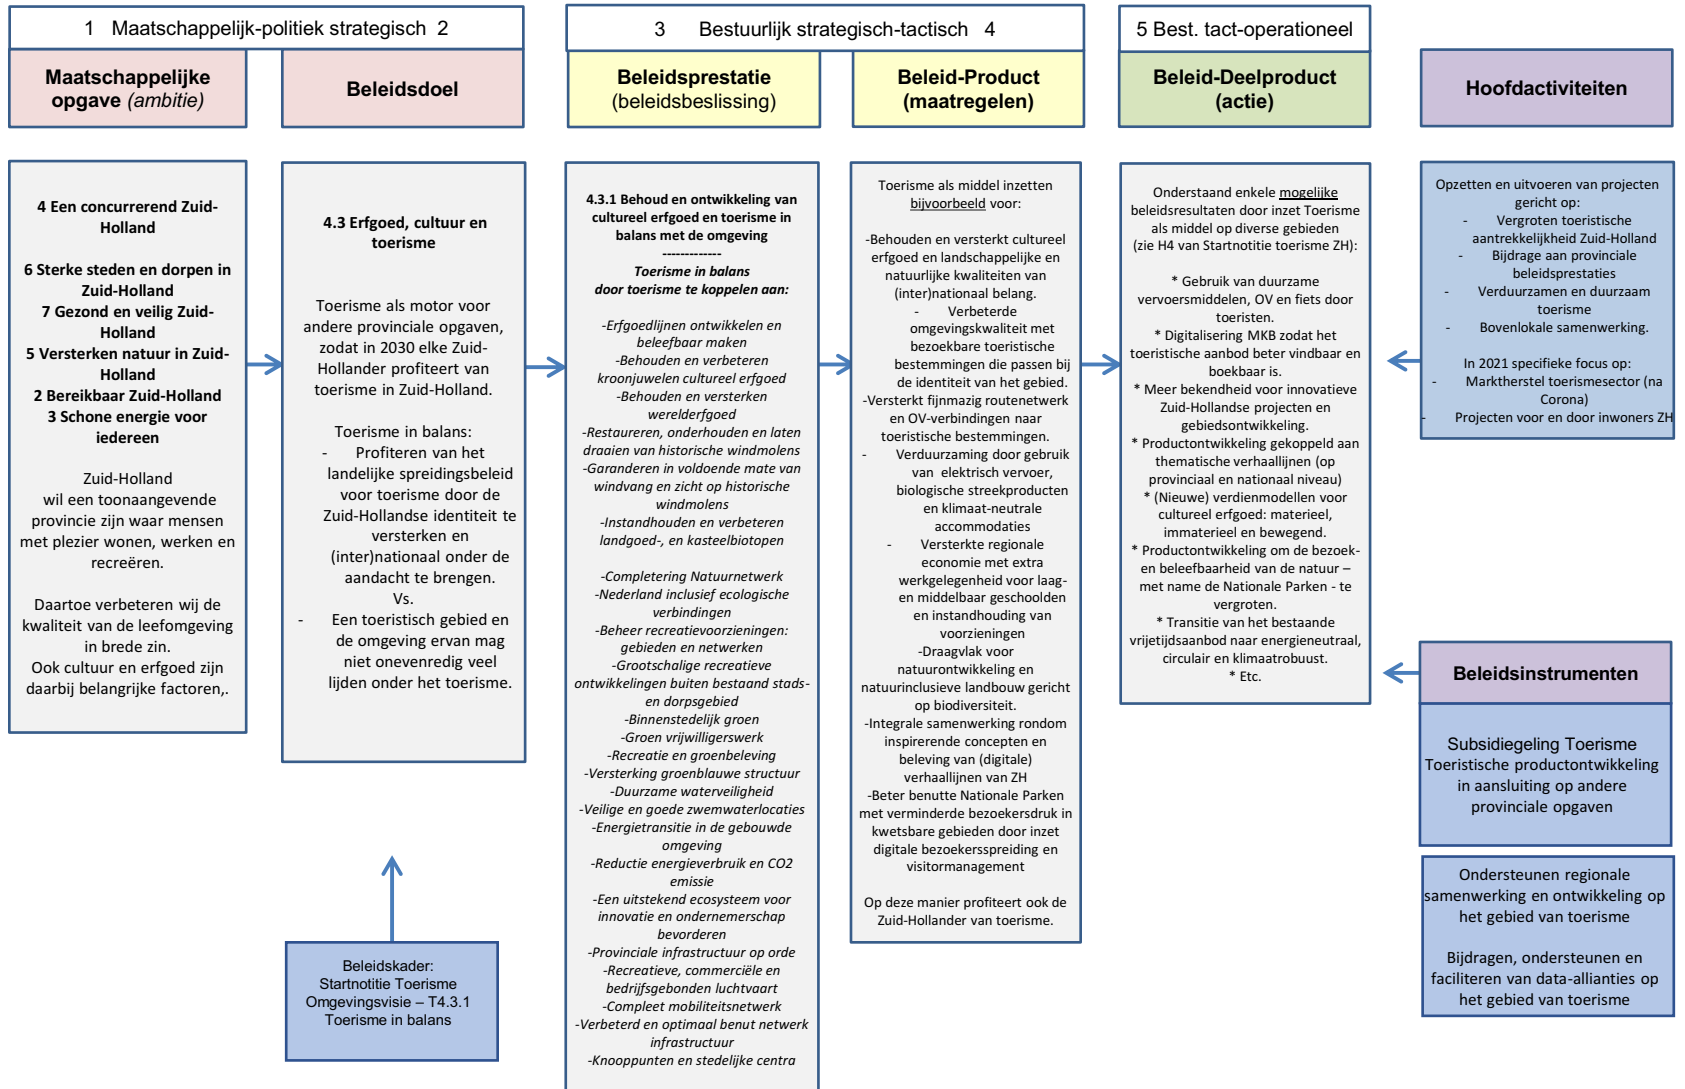 1 Maatschappelijk-politiek strategisch 2
3 Bestuurlijk strategisch-tactisch 4
5 Best. tact-operationeel
Maatschappelijke
opgave (ambitie)
Beleidsdoel
Beleidsprestatie
(beleidsbeslissing)
Beleid-Product
(maatregelen)
Beleid-Deelproduct
(actie)
Hoofdactiviteiten
4 Een concurrerend Zuid-
Holland
6 Sterke steden en dorpen in
Zuid-Holland
7 Gezond en veilig Zuid-
Holland
5 Versterken natuur in Zuid-
Holland
2 Bereikbaar Zuid-Holland
3 Schone energie voor
iedereen
Zuid-Holland
wil een toonaangevende
provincie zijn waar mensen
met plezier wonen, werken en
recreëren.
Daartoe verbeteren wij de
kwaliteit van de leefomgeving
in brede zin.
Ook cultuur en erfgoed zijn
daarbij belangrijke factoren,.
4.3 Erfgoed, cultuur en
toerisme
Toerisme als motor voor
andere provinciale opgaven,
zodat in 2030 elke Zuid-
Hollander profiteert van
toerisme in Zuid-Holland.
Toerisme in balans:
- Profiteren van het
landelijke spreidingsbeleid
voor toerisme door de
Zuid-Hollandse identiteit te
versterken en
(inter)nationaal onder de
aandacht te brengen.
Vs.
- Een toeristisch gebied en
de omgeving ervan mag
niet onevenredig veel
lijden onder het toerisme.
Beleidskader:
Startnotitie Toerisme
Omgevingsvisie – T4.3.1
Toerisme in balans
4.3.1 Behoud en ontwikkeling van
cultureel erfgoed en toerisme in
balans met de omgeving
-------------
Toerisme in balans
door toerisme te koppelen aan:
-Erfgoedlijnen ontwikkelen en
beleefbaar maken
-Behouden en verbeteren
kroonjuwelen cultureel erfgoed
-Behouden en versterken
werelderfgoed
-Restaureren, onderhouden en laten
draaien van historische windmolens
-Garanderen in voldoende mate van
windvang en zicht op historische
windmolens
-Instandhouden en verbeteren
landgoed-, en kasteelbiotopen
-Completering Natuurnetwerk
-Nederland inclusief ecologische
verbindingen
-Beheer recreatievoorzieningen:
gebieden en netwerken
-Grootschalige recreatieve
ontwikkelingen buiten bestaand stads-
en dorpsgebied
-Binnenstedelijk groen
-Groen vrijwilligerswerk
-Recreatie en groenbeleving
-Versterking groenblauwe structuur
-Duurzame waterveiligheid
-Veilige en goede zwemwaterlocaties
-Energietransitie in de gebouwde
omgeving
-Reductie energieverbruik en CO2
emissie
-Een uitstekend ecosysteem voor
innovatie en ondernemerschap
bevorderen
-Provinciale infrastructuur op orde
-Recreatieve, commerciële en
bedrijfsgebonden luchtvaart
-Compleet mobiliteitsnetwerk
-Verbeterd en optimaal benut netwerk
infrastructuur
-Knooppunten en stedelijke centra
Toerisme als middel inzetten
bijvoorbeeld voor:
-Behouden en versterkt cultureel
erfgoed en landschappelijke en
natuurlijke kwaliteiten van
(inter)nationaal belang.
- Verbeterde
omgevingskwaliteit met
bezoekbare toeristische
bestemmingen die passen bij
de identiteit van het gebied.
-Versterkt fijnmazig routenetwerk
en OV-verbindingen naar
toeristische bestemmingen.
- Verduurzaming door gebruik
van elektrisch vervoer,
biologische streekproducten
en klimaat-neutrale
accommodaties
- Versterkte regionale
economie met extra
werkgelegenheid voor laag-
en middelbaar geschoolden
en instandhouding van
voorzieningen
-Draagvlak voor
natuurontwikkeling en
natuurinclusieve landbouw gericht
op biodiversiteit.
-Integrale samenwerking rondom
inspirerende concepten en
beleving van (digitale)
verhaallijnen van ZH
-Beter benutte Nationale Parken
met verminderde bezoekersdruk in
kwetsbare gebieden door inzet
digitale bezoekersspreiding en
visitormanagement
Op deze manier profiteert ook de
Zuid-Hollander van toerisme.
Onderstaand enkele mogelijke
beleidsresultaten door inzet Toerisme
als middel op diverse gebieden
(zie H4 van Startnotitie toerisme ZH):
* Gebruik van duurzame
vervoersmiddelen, OV en fiets door
toeristen.
* Digitalisering MKB zodat het
toeristische aanbod beter vindbaar en
boekbaar is.
* Meer bekendheid voor innovatieve
Zuid-Hollandse projecten en
gebiedsontwikkeling.
* Productontwikkeling gekoppeld aan
thematische verhaallijnen (op
provinciaal en nationaal niveau)
* (Nieuwe) verdienmodellen voor
cultureel erfgoed: materieel,
immaterieel en bewegend.
* Productontwikkeling om de bezoek-
en beleefbaarheid van de natuur –
met name de Nationale Parken - te
vergroten.
* Transitie van het bestaande
vrijetijdsaanbod naar energieneutraal,
circulair en klimaatrobuust.
* Etc.
Opzetten en uitvoeren van projecten
gericht op:
- Vergroten toeristische
aantrekkelijkheid Zuid-Holland
- Bijdrage aan provinciale
beleidsprestaties
- Verduurzamen en duurzaam
toerisme
- Bovenlokale samenwerking.
In 2021 specifieke focus op:
- Marktherstel toerismesector (na
Corona)
- Projecten voor en door inwoners ZH
Beleidsinstrumenten
Subsidiegeling Toerisme
Toeristische productontwikkeling
in aansluiting op andere
provinciale opgaven
Ondersteunen regionale
samenwerking en ontwikkeling op
het gebied van toerisme
Bijdragen, ondersteunen en
faciliteren van data-allianties op
het gebied van toerisme